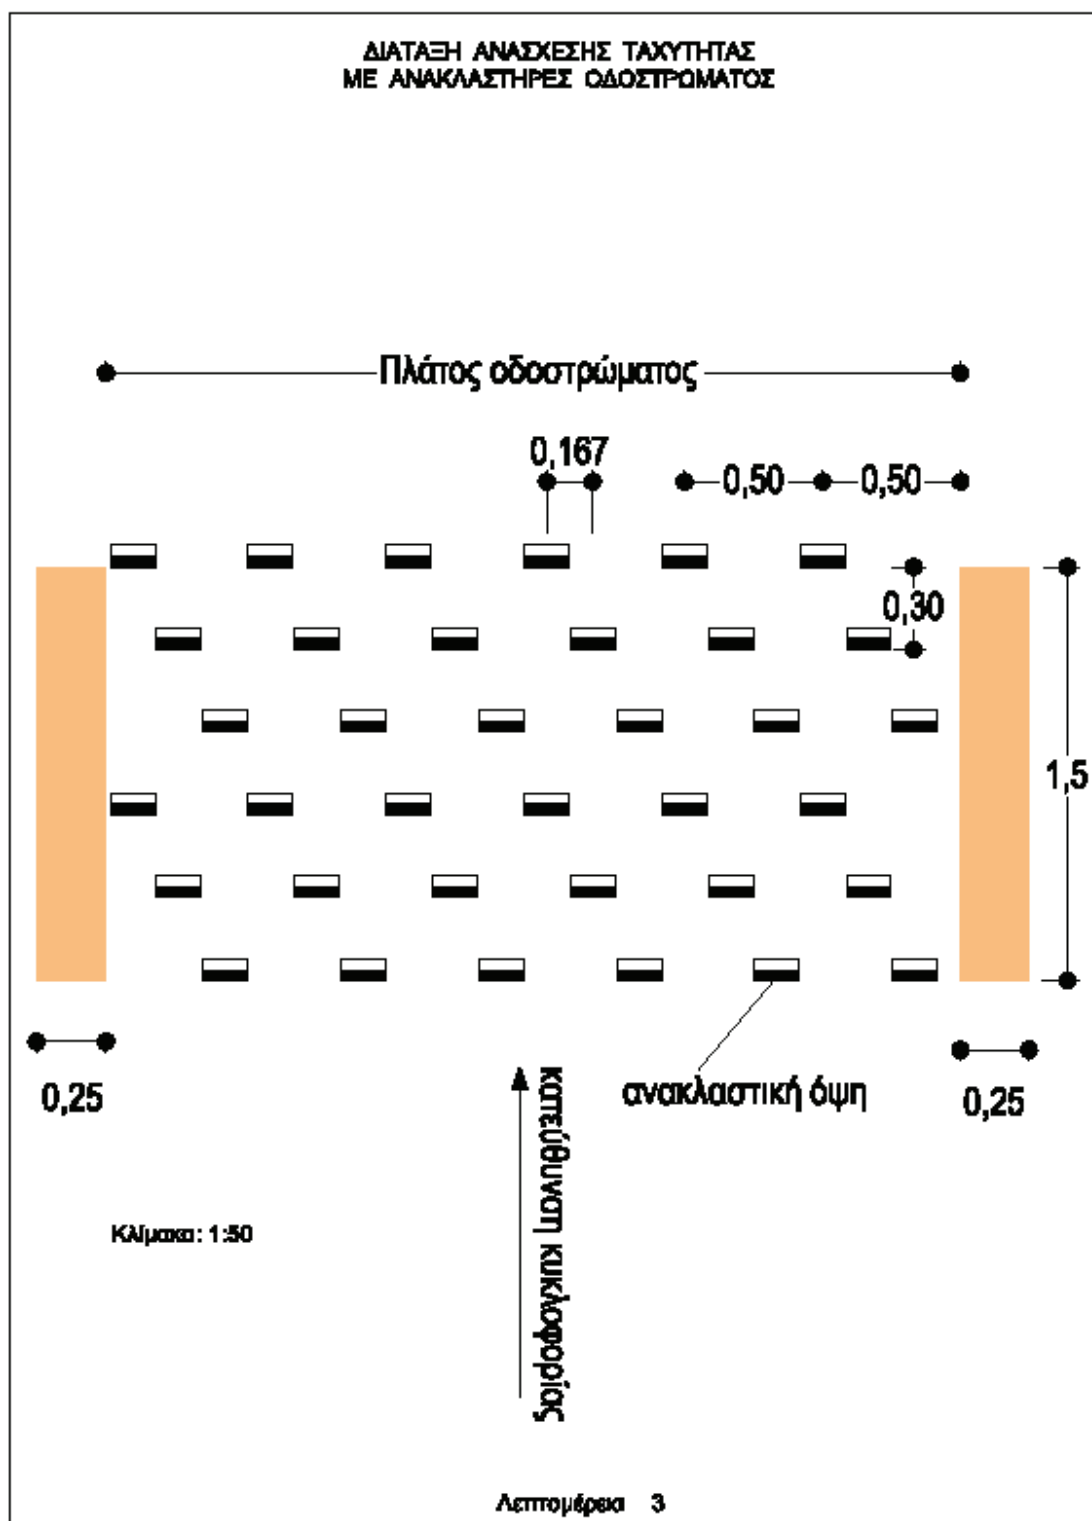 ΔΙΑΤΑΞΗ ΑΝΑΣΧΕΣΗΣ ΤΑΧΥΤΗΤΑΣ
ΜΕ ΑΝΑΚΛΑΣΤΗΡΕΣ ΟΔΟΣΤΡΩΜΑΤΟΣ
Πλάτος οδοστρώματος
0,167
0,50
0,50
0,30
1,5
0,25
ανακλαστική όψη
0,25
κατεύθυνση κυκλοφορίας
Κλίμακα: 1:50
Λεπτομέρεια 3